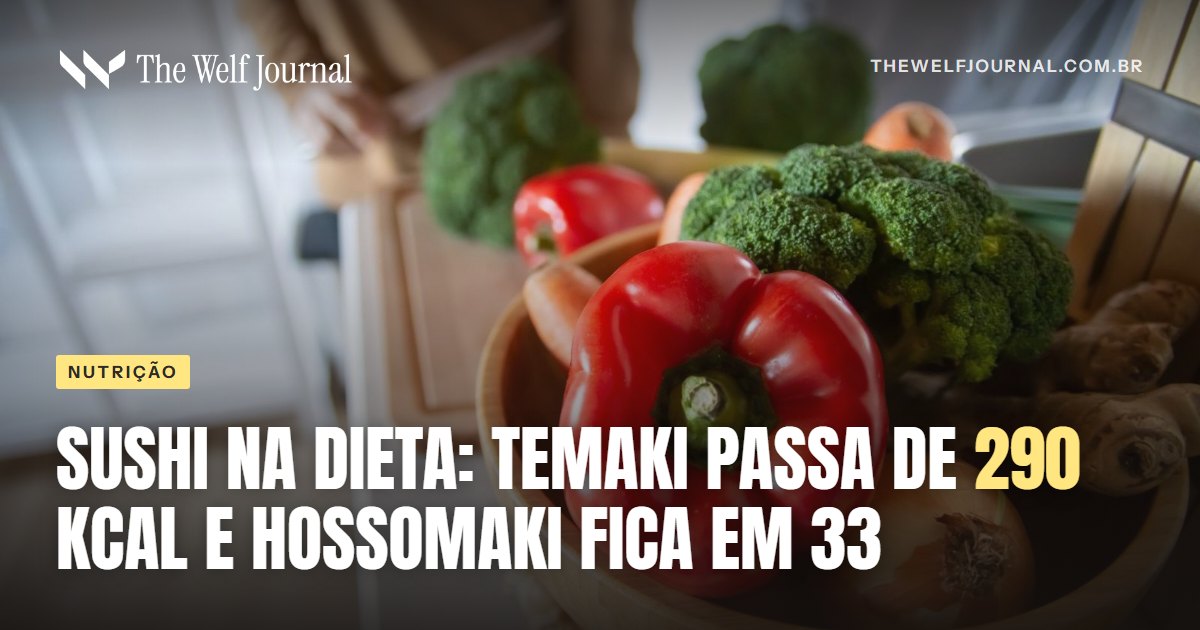 The Welf Journal
THEWELFJOURNAL.COM.BR
NUTRIÇÃO
SUSHI NA DIETA: TEMAKI PASSA DE 290
KCAL E HOSSOMAKI FICA EM 33